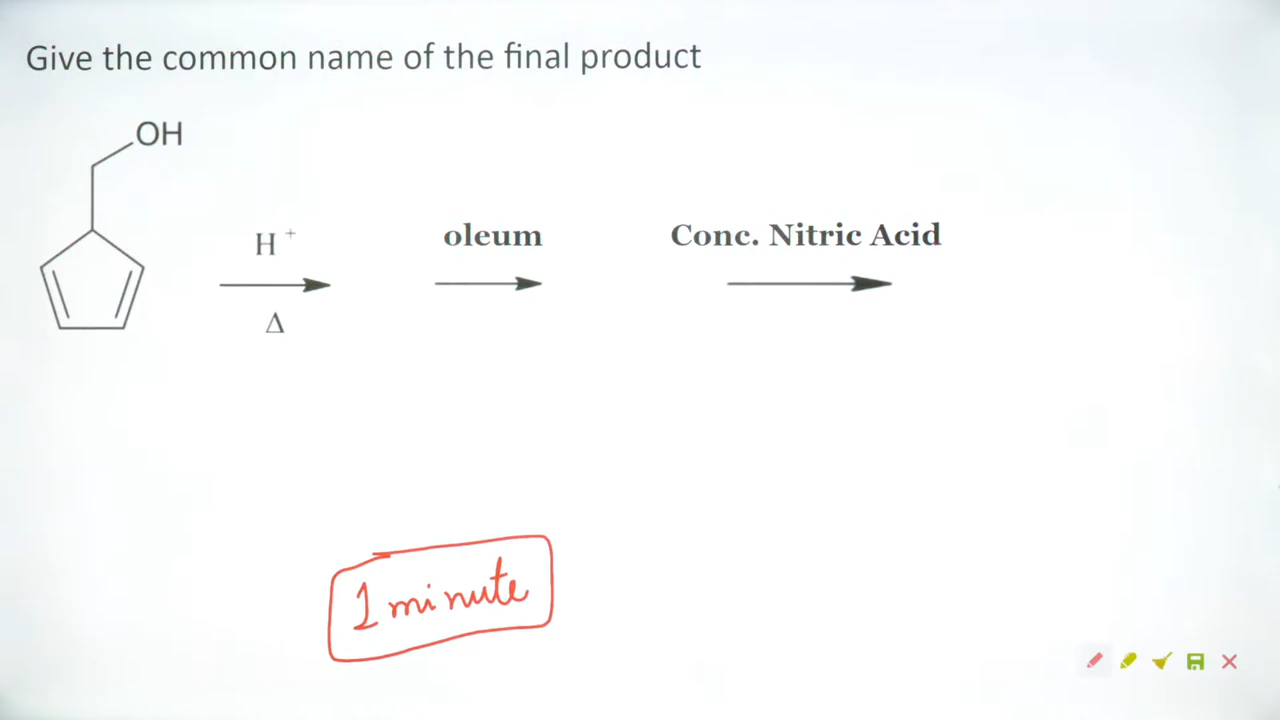 Give the common name of the final product
OH
H +
Δ
oleum
Conc. Nitric Acid
1 minute